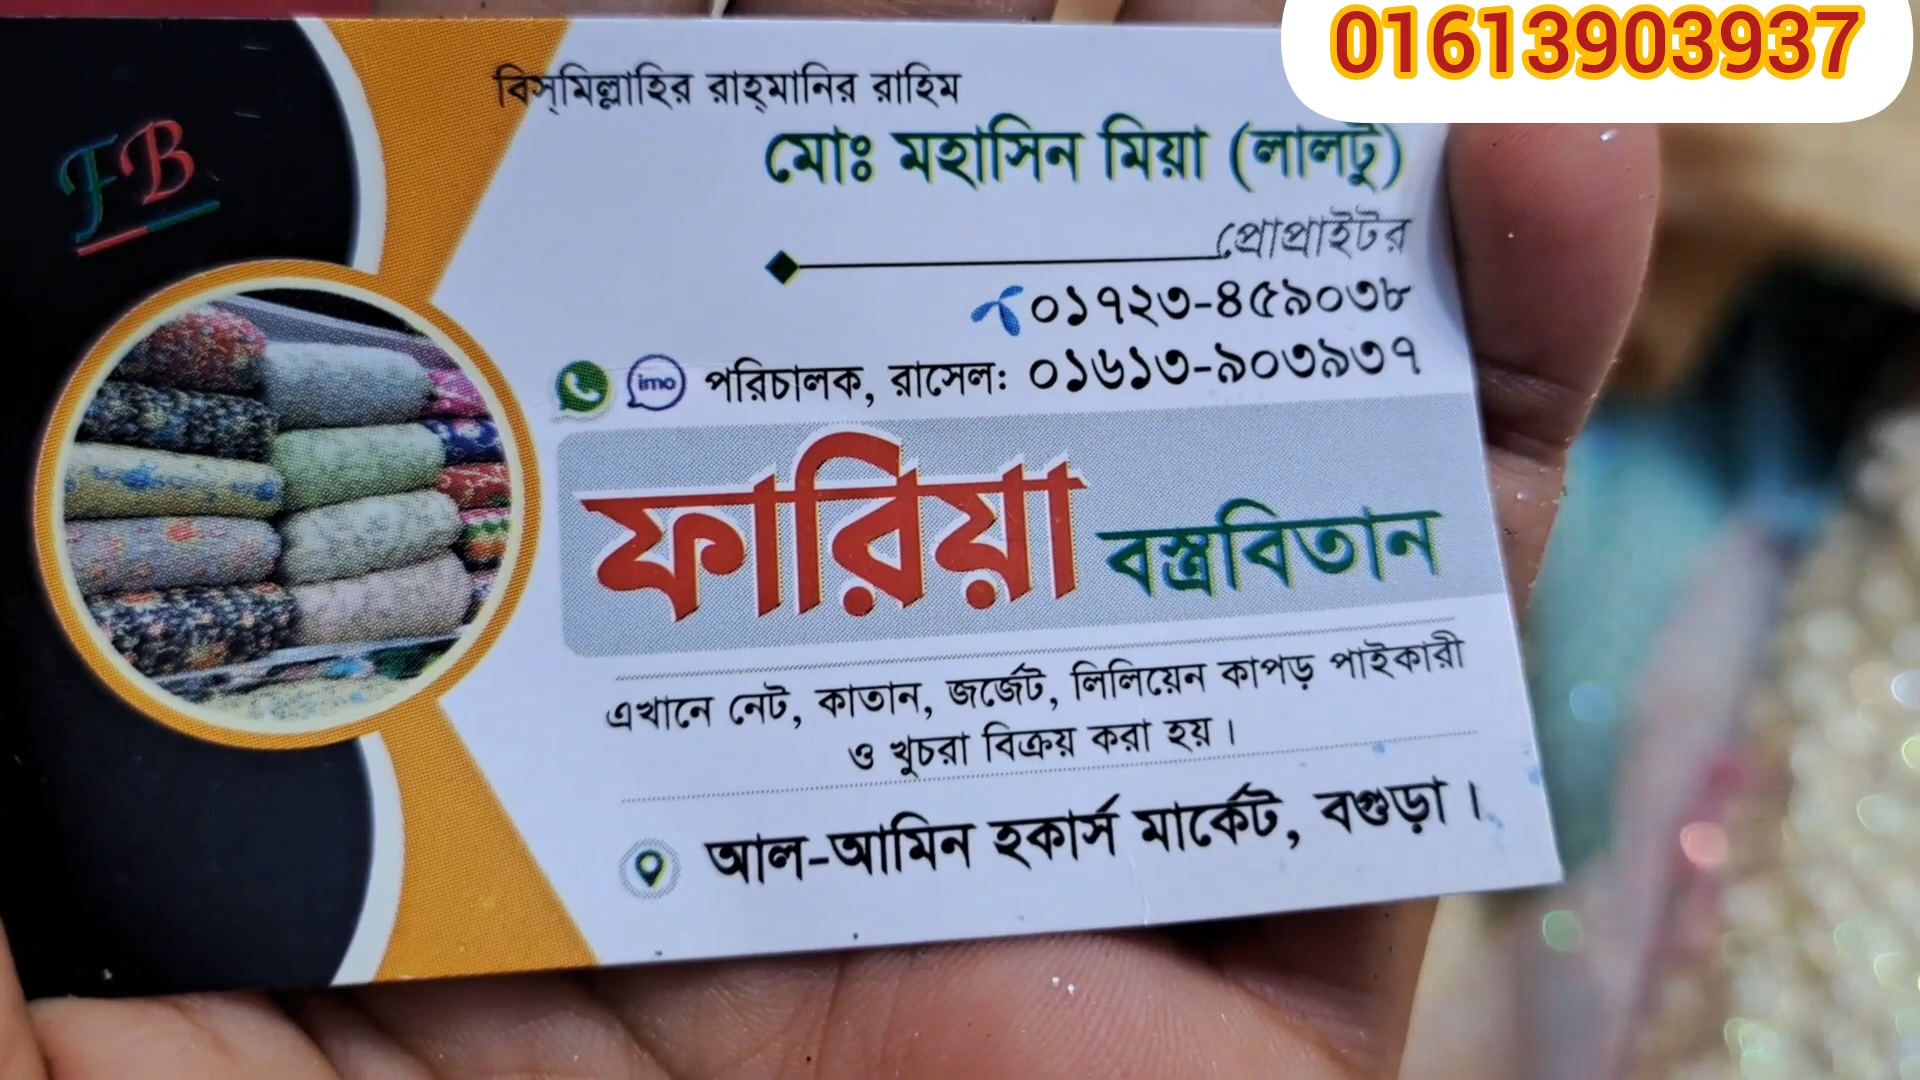 01613903937
বিস্‌মিল্লাহির রাহ্‌মানির রাহিম
মোঃ মহাসিন মিয়া (লালটু)
প্রোপ্রাইটর
০১৭২৩-৪৫৯০৩৮
imo পরিচালক, রাসেল: ০১৬১৩-৯০৩৯৩৭
FB
ফারিয়া বস্ত্রবিতান
এখানে নেট, কাতান, জর্জেট, লিলিয়েন কাপড় পাইকারী
ও খুচরা বিক্রয় করা হয়।
আল-আমিন হকার্স মার্কেট, বগুড়া।